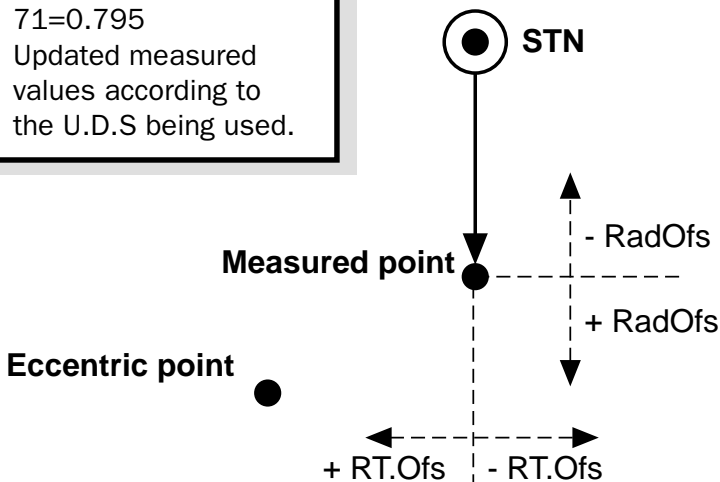 71=0.795
Updated measured
values according to
the U.D.S being used.
STN
- RadOfs
Measured point
+ RadOfs
Eccentric point
+ RT.Ofs
- RT.Ofs